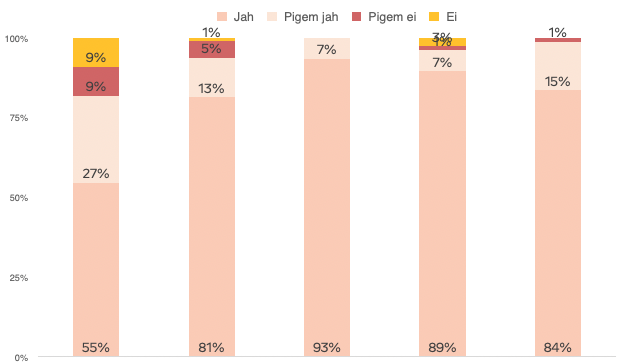 Jah Pigem jah Pigem ei Ei
100% 1% 3% 1%
9% 5% 7% 1%
9% 13% 7% 15%
75%
27%
50%
25%
0% 55% 81% 93% 89% 84%